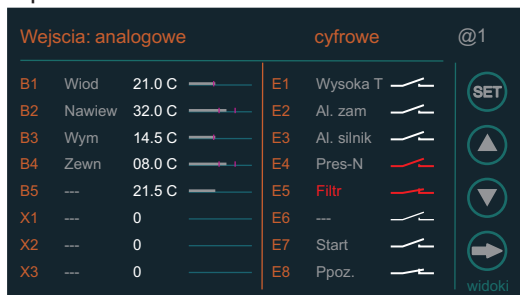 Wejscia: analogowe cyfrowe @1
B1 Wiod 21.0 C E1 Wysoka T SET
B2 Nawiew 32.0 C E2 Al. zam
B3 Wym 14.5 C E3 Al. silnik
B4 Zewn 08.0 C E4 Pres-N
B5 --- 21.5 C E5 Filtr
X1 --- 0 E6 ---
X2 --- 0 E7 Start
X3 --- 0 E8 Ppoz.
widoki